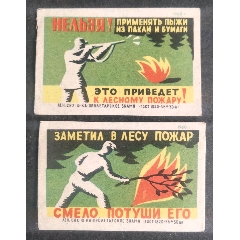 НЕЛЬЗЯ! ПРИМЕНЯТЬ ПЫЖИ
ИЗ ПАКЛИ И БУМАГИ
ЭТО ПРИВЕДЕТ
К ЛЕСНОМУ ПОЖАРУ!
ЗАМЕТИЛ В ЛЕСУ ПОЖАР
СМЕЛО ПОТУШИ ЕГО